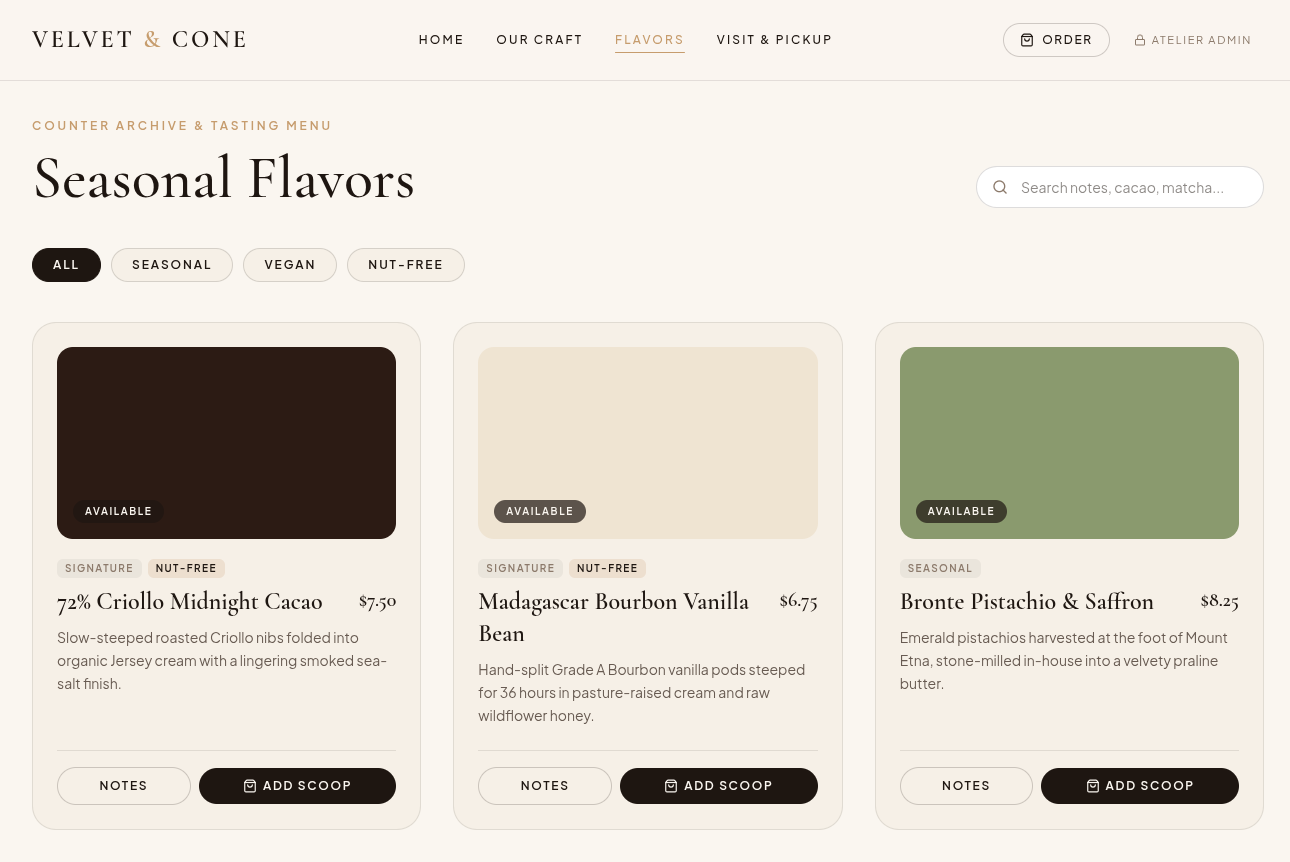 VELVET & CONE
HOME
OUR CRAFT
FLAVORS
VISIT & PICKUP
ORDER
ATELIER ADMIN
COUNTER ARCHIVE & TASTING MENU
Seasonal Flavors
Search notes, cacao, matcha...
ALL
SEASONAL
VEGAN
NUT-FREE
AVAILABLE
SIGNATURE
NUT-FREE
72% Criollo Midnight Cacao
$7.50
Slow-steeped roasted Criollo nibs folded into
organic Jersey cream with a lingering smoked sea-
salt finish.
NOTES
ADD SCOOP
AVAILABLE
SIGNATURE
NUT-FREE
Madagascar Bourbon Vanilla
Bean
$6.75
Hand-split Grade A Bourbon vanilla pods steeped
for 36 hours in pasture-raised cream and raw
wildflower honey.
NOTES
ADD SCOOP
AVAILABLE
SEASONAL
Bronte Pistachio & Saffron
$8.25
Emerald pistachios harvested at the foot of Mount
Etna, stone-milled in-house into a velvety praline
butter.
NOTES
ADD SCOOP